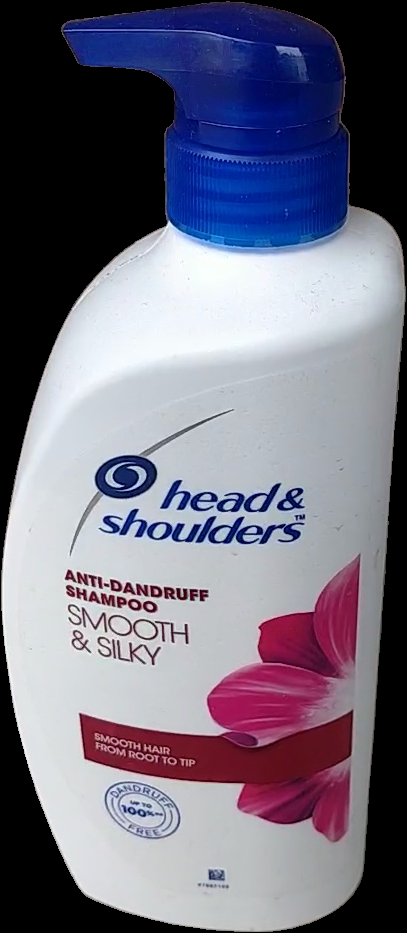 head &
shoulders™
ANTI-DANDRUFF
SHAMPOO
SMOOTH
& SILKY
SMOOTH HAIR
FROM ROOT TO TIP
DANDRUFF
UP TO
100%**
FREE